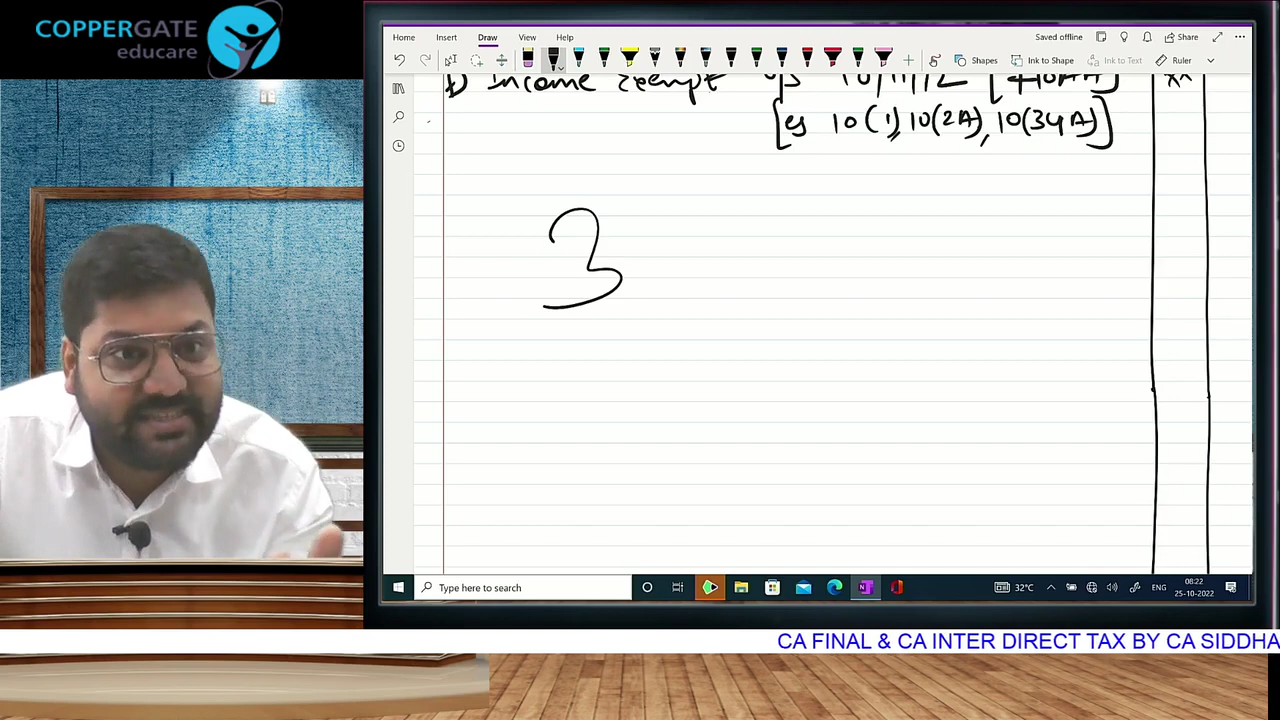 COPPERGATE
educare
Home Insert Draw View Help
Saved offline
Share
Shapes Ink to Shape Ink to Text Ruler
Income exempt
[eg 10(1), 10(2A), 10(34A)]
3
Type here to search
32°C ENG 08:22
25-10-2022
CA FINAL & CA INTER DIRECT TAX BY CA SIDDHA